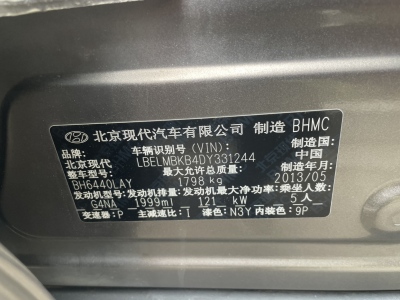 北京现代汽车有限公司 制造 BHMC
品牌: 车辆识别号(VIN): 制造国:
北京现代 LBELMBKB4DY331244 中国
整车型号: 最大允许总质量: 制造年月:
BH6440LAY 1798 kg 2013/05
发动机型号: 发动机排量: 发动机最大净功率: 乘坐人数:
G4NA 1999ml 121 kW 5人
变速器: P 主减速比: I 漆色: N3Y 内装色: 9P